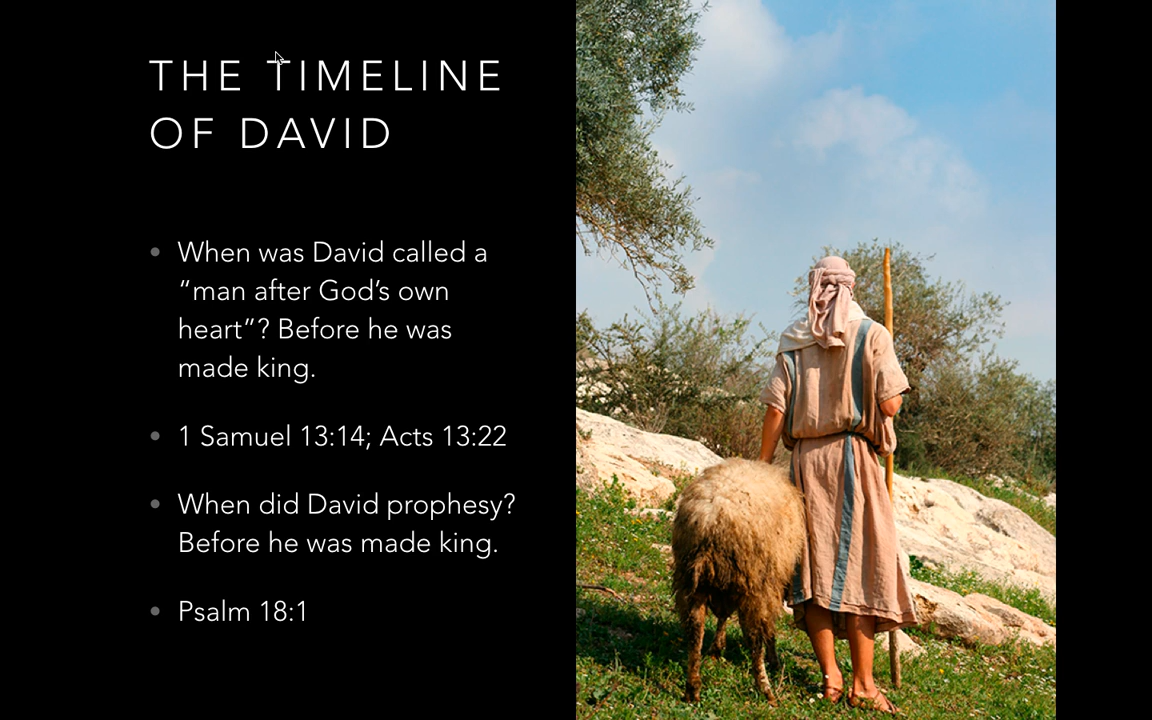 THE TIMELINE
OF DAVID
• When was David called a
“man after God’s own
heart”? Before he was
made king.
• 1 Samuel 13:14; Acts 13:22
• When did David prophesy?
Before he was made king.
• Psalm 18:1